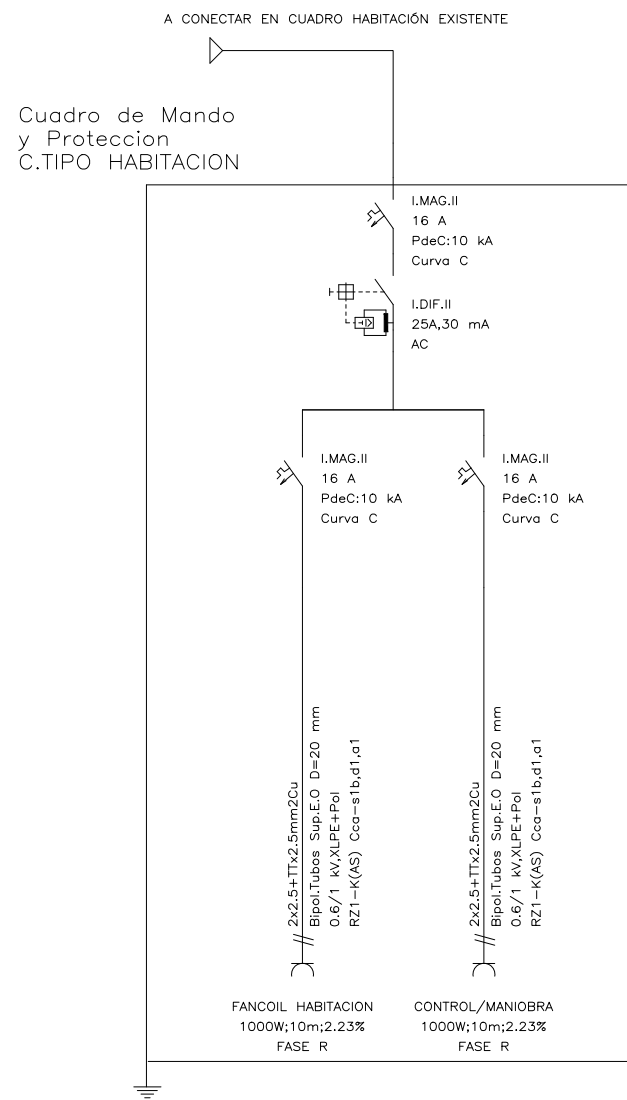 A CONECTAR EN CUADRO HABITACIÓN EXISTENTE
Cuadro de Mando
y Proteccion
C.TIPO HABITACION
I.MAG.II
16 A
PdeC:10 kA
Curva C
I.DIF.II
25A,30 mA
AC
I.MAG.II
16 A
PdeC:10 kA
Curva C
I.MAG.II
16 A
PdeC:10 kA
Curva C
2x2.5+TTx2.5mm2Cu
Bipol.Tubos Sup.E.O D=20 mm
0.6/1 kV,XLPE+Pol
RZ1-K(AS) Cca-s1b,d1,a1
2x2.5+TTx2.5mm2Cu
Bipol.Tubos Sup.E.O D=20 mm
0.6/1 kV,XLPE+Pol
RZ1-K(AS) Cca-s1b,d1,a1
FANCOIL HABITACION
1000W;10m;2.23%
FASE R
CONTROL/MANIOBRA
1000W;10m;2.23%
FASE R